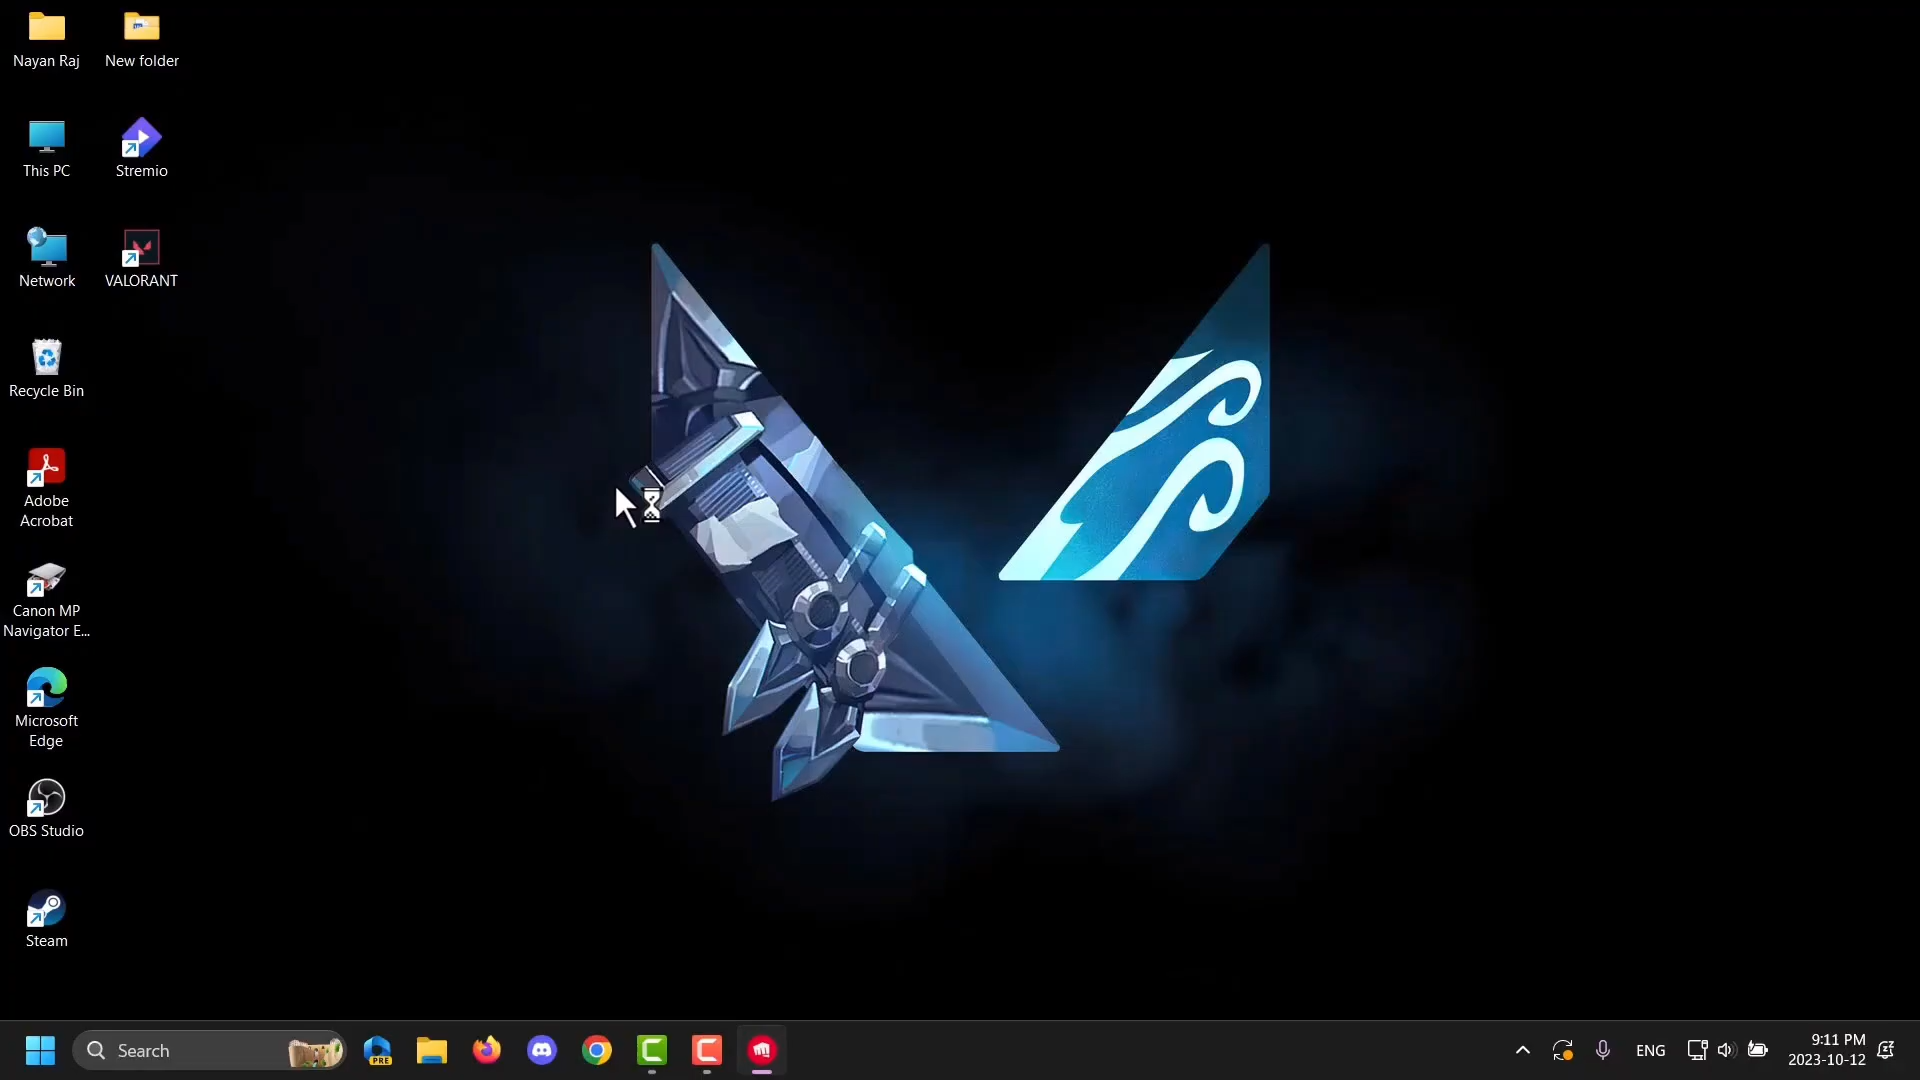 Nayan Raj
New folder
This PC
Stremio
Network
VALORANT
Recycle Bin
Adobe
Acrobat
Canon MP
Navigator E...
Microsoft
Edge
OBS Studio
Steam
Search
PRE
ENG
9:11 PM
2023-10-12